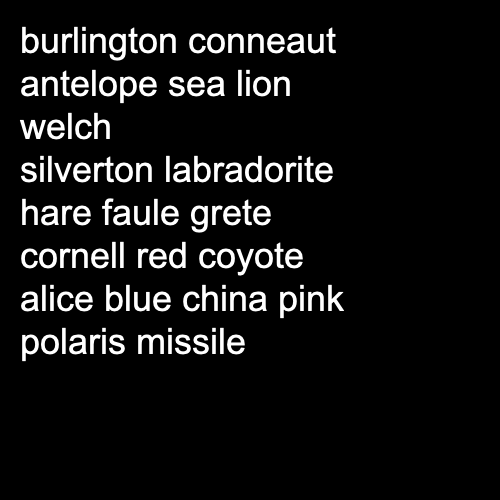 burlington conneaut
antelope sea lion
welch
silverton labradorite
hare faule grete
cornell red coyote
alice blue china pink
polaris missile